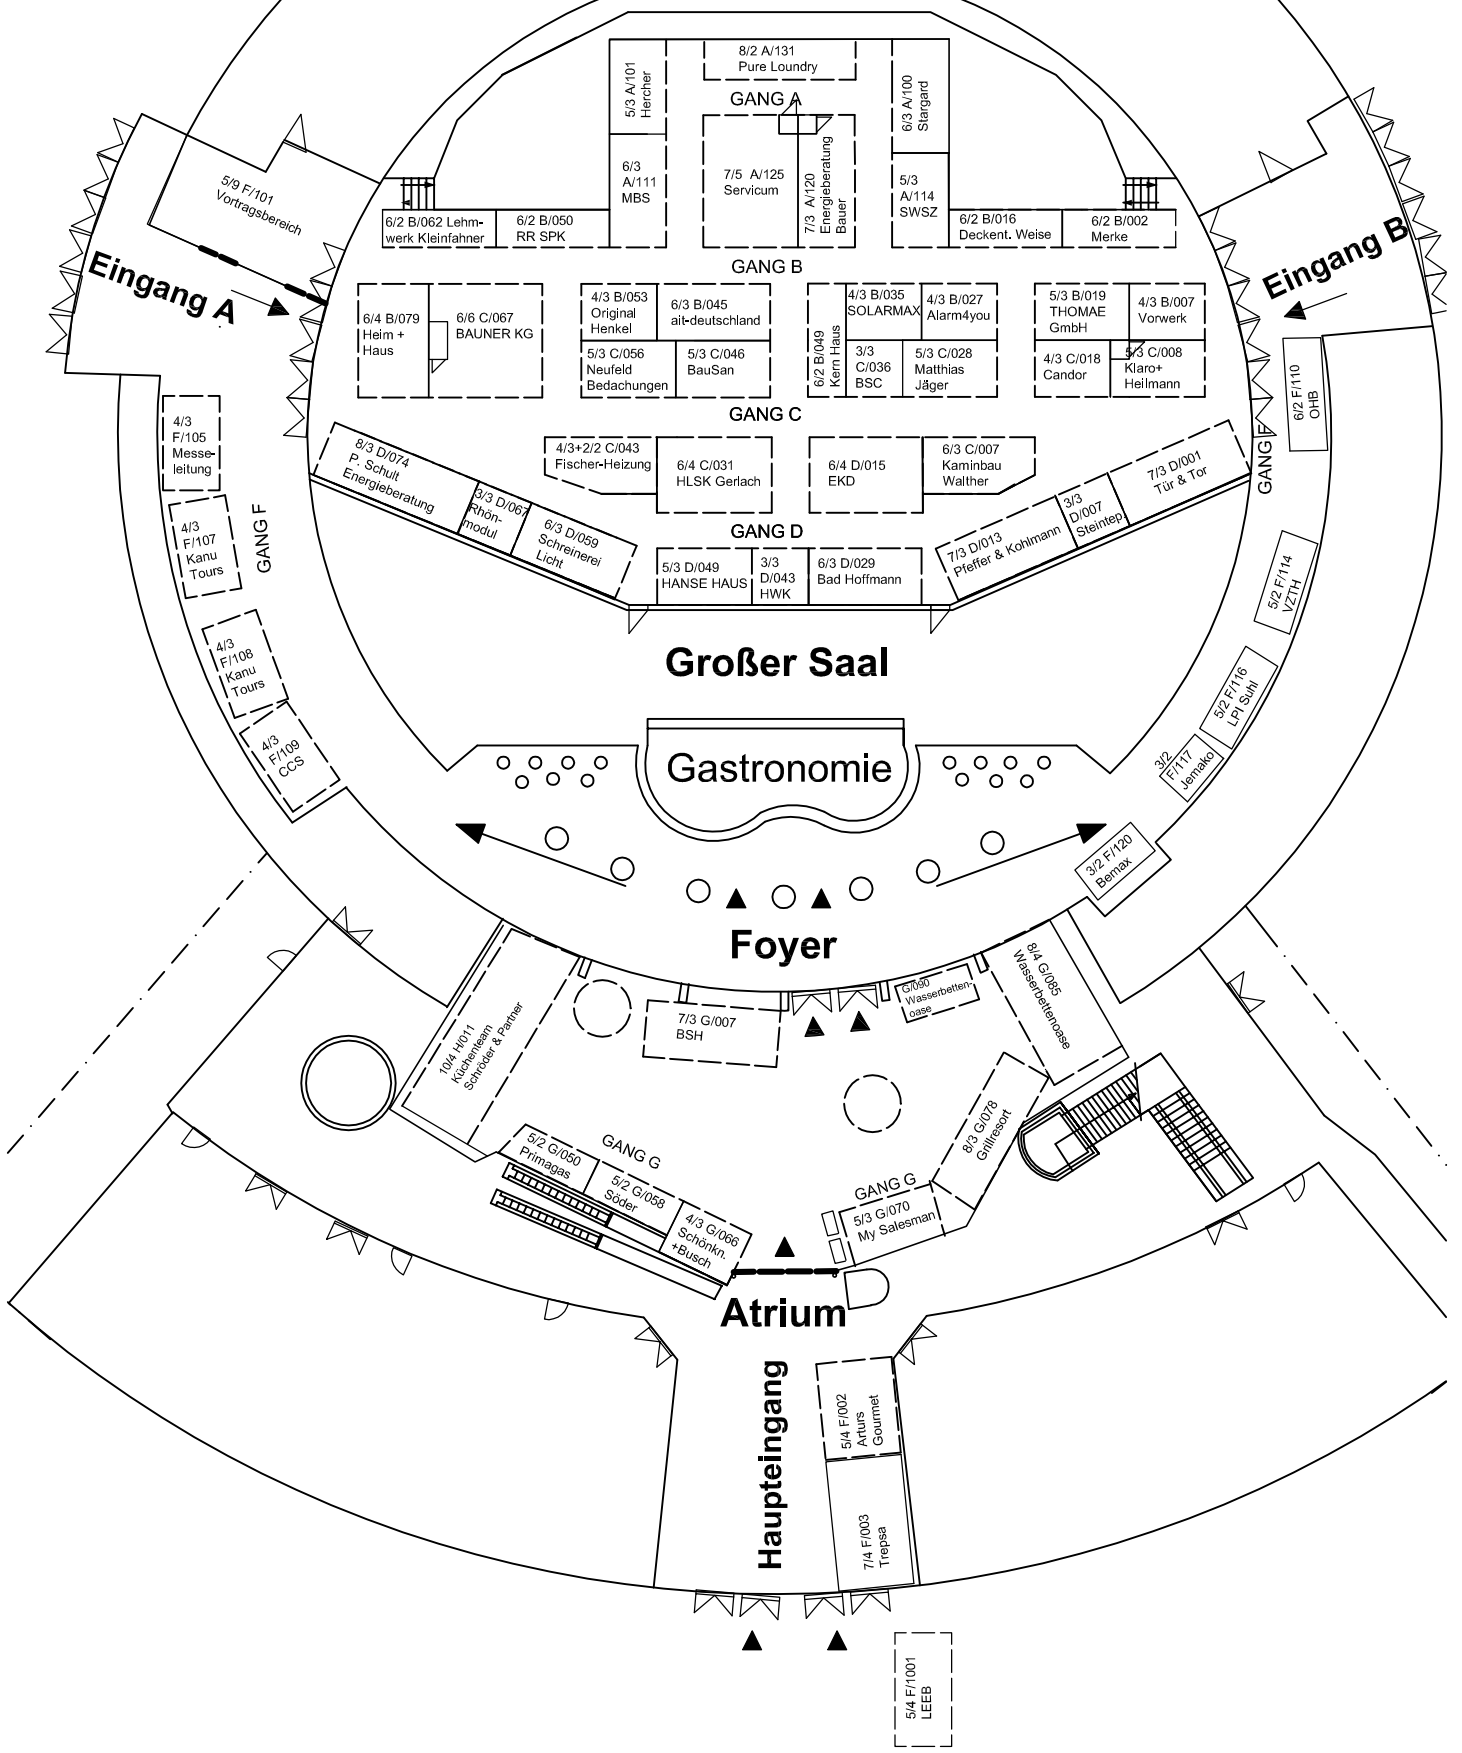 8/2 A/131
Pure Loundry
5/3 A/101
Hercher
GANG A
6/3 A/100
Stargard
6/3
A/111
MBS
7/5 A/125
Servicum
7/3 A/120
Energieberatung
Bauer
5/3
A/114
SWSZ
5/9 F/101
Vortragsbereich
6/2 B/062 Lehm-
werk Kleinfahner
6/2 B/050
RR SPK
6/2 B/016
Deckent. Weise
6/2 B/002
Merke
Eingang A
GANG B
Eingang B
6/4 B/079
Heim +
Haus
6/6 C/067
BAUNER KG
4/3 B/053
Original
Henkel
6/3 B/045
ait-deutschland
6/2 B/049
Kern Haus
4/3 B/035
SOLARMAX
4/3 B/027
Alarm4you
5/3 B/019
THOMAE
GmbH
4/3 B/007
Vorwerk
5/3 C/056
Neufeld
Bedachungen
5/3 C/046
BauSan
3/3
C/036
BSC
5/3 C/028
Matthias
Jäger
4/3 C/018
Candor
5/3 C/008
Klaro+
Heilmann
6/2 F/110
OHB
GANG C
4/3
F/105
Messe-
leitung
8/3 D/074
P. Schult
Energieberatung
4/3+2/2 C/043
Fischer-Heizung
6/4 C/031
HLSK Gerlach
6/4 D/015
EKD
6/3 C/007
Kaminbau
Walther
7/3 D/001
Tür & Tor
GANG F
3/3 D/067
Rhön-
modul
6/3 D/059
Schreinerei
Licht
GANG D
7/3 D/013
Pfeffer & Kohlmann
3/3
D/007
Steintep.
4/3
F/107
Kanu
Tours
GANG F
5/3 D/049
HANSE HAUS
3/3
D/043
HWK
6/3 D/029
Bad Hoffmann
5/2 F/114
VZTH
4/3
F/108
Kanu
Tours
Großer Saal
5/2 F/116
LPI Suhl
4/3
F/109
CCS
Gastronomie
3/2
F/117
Jemako
3/2 F/120
Bemax
Foyer
10/4 H/011
Küchenteam
Schröder & Partner
7/3 G/007
BSH
G/090
Wasserbetten-
oase
8/4 G/085
Wasserbettenoase
8/3 G/078
Grillresort
5/2 G/050
Primagas
GANG G
5/2 G/058
Söder
4/3 G/066
Schönkn.
+Busch
GANG G
5/3 G/070
My Salesman
Atrium
Haupteingang
5/4 F/002
Arturs
Gourmet
7/4 F/003
Trepsa
5/4 F/1001
LEEB